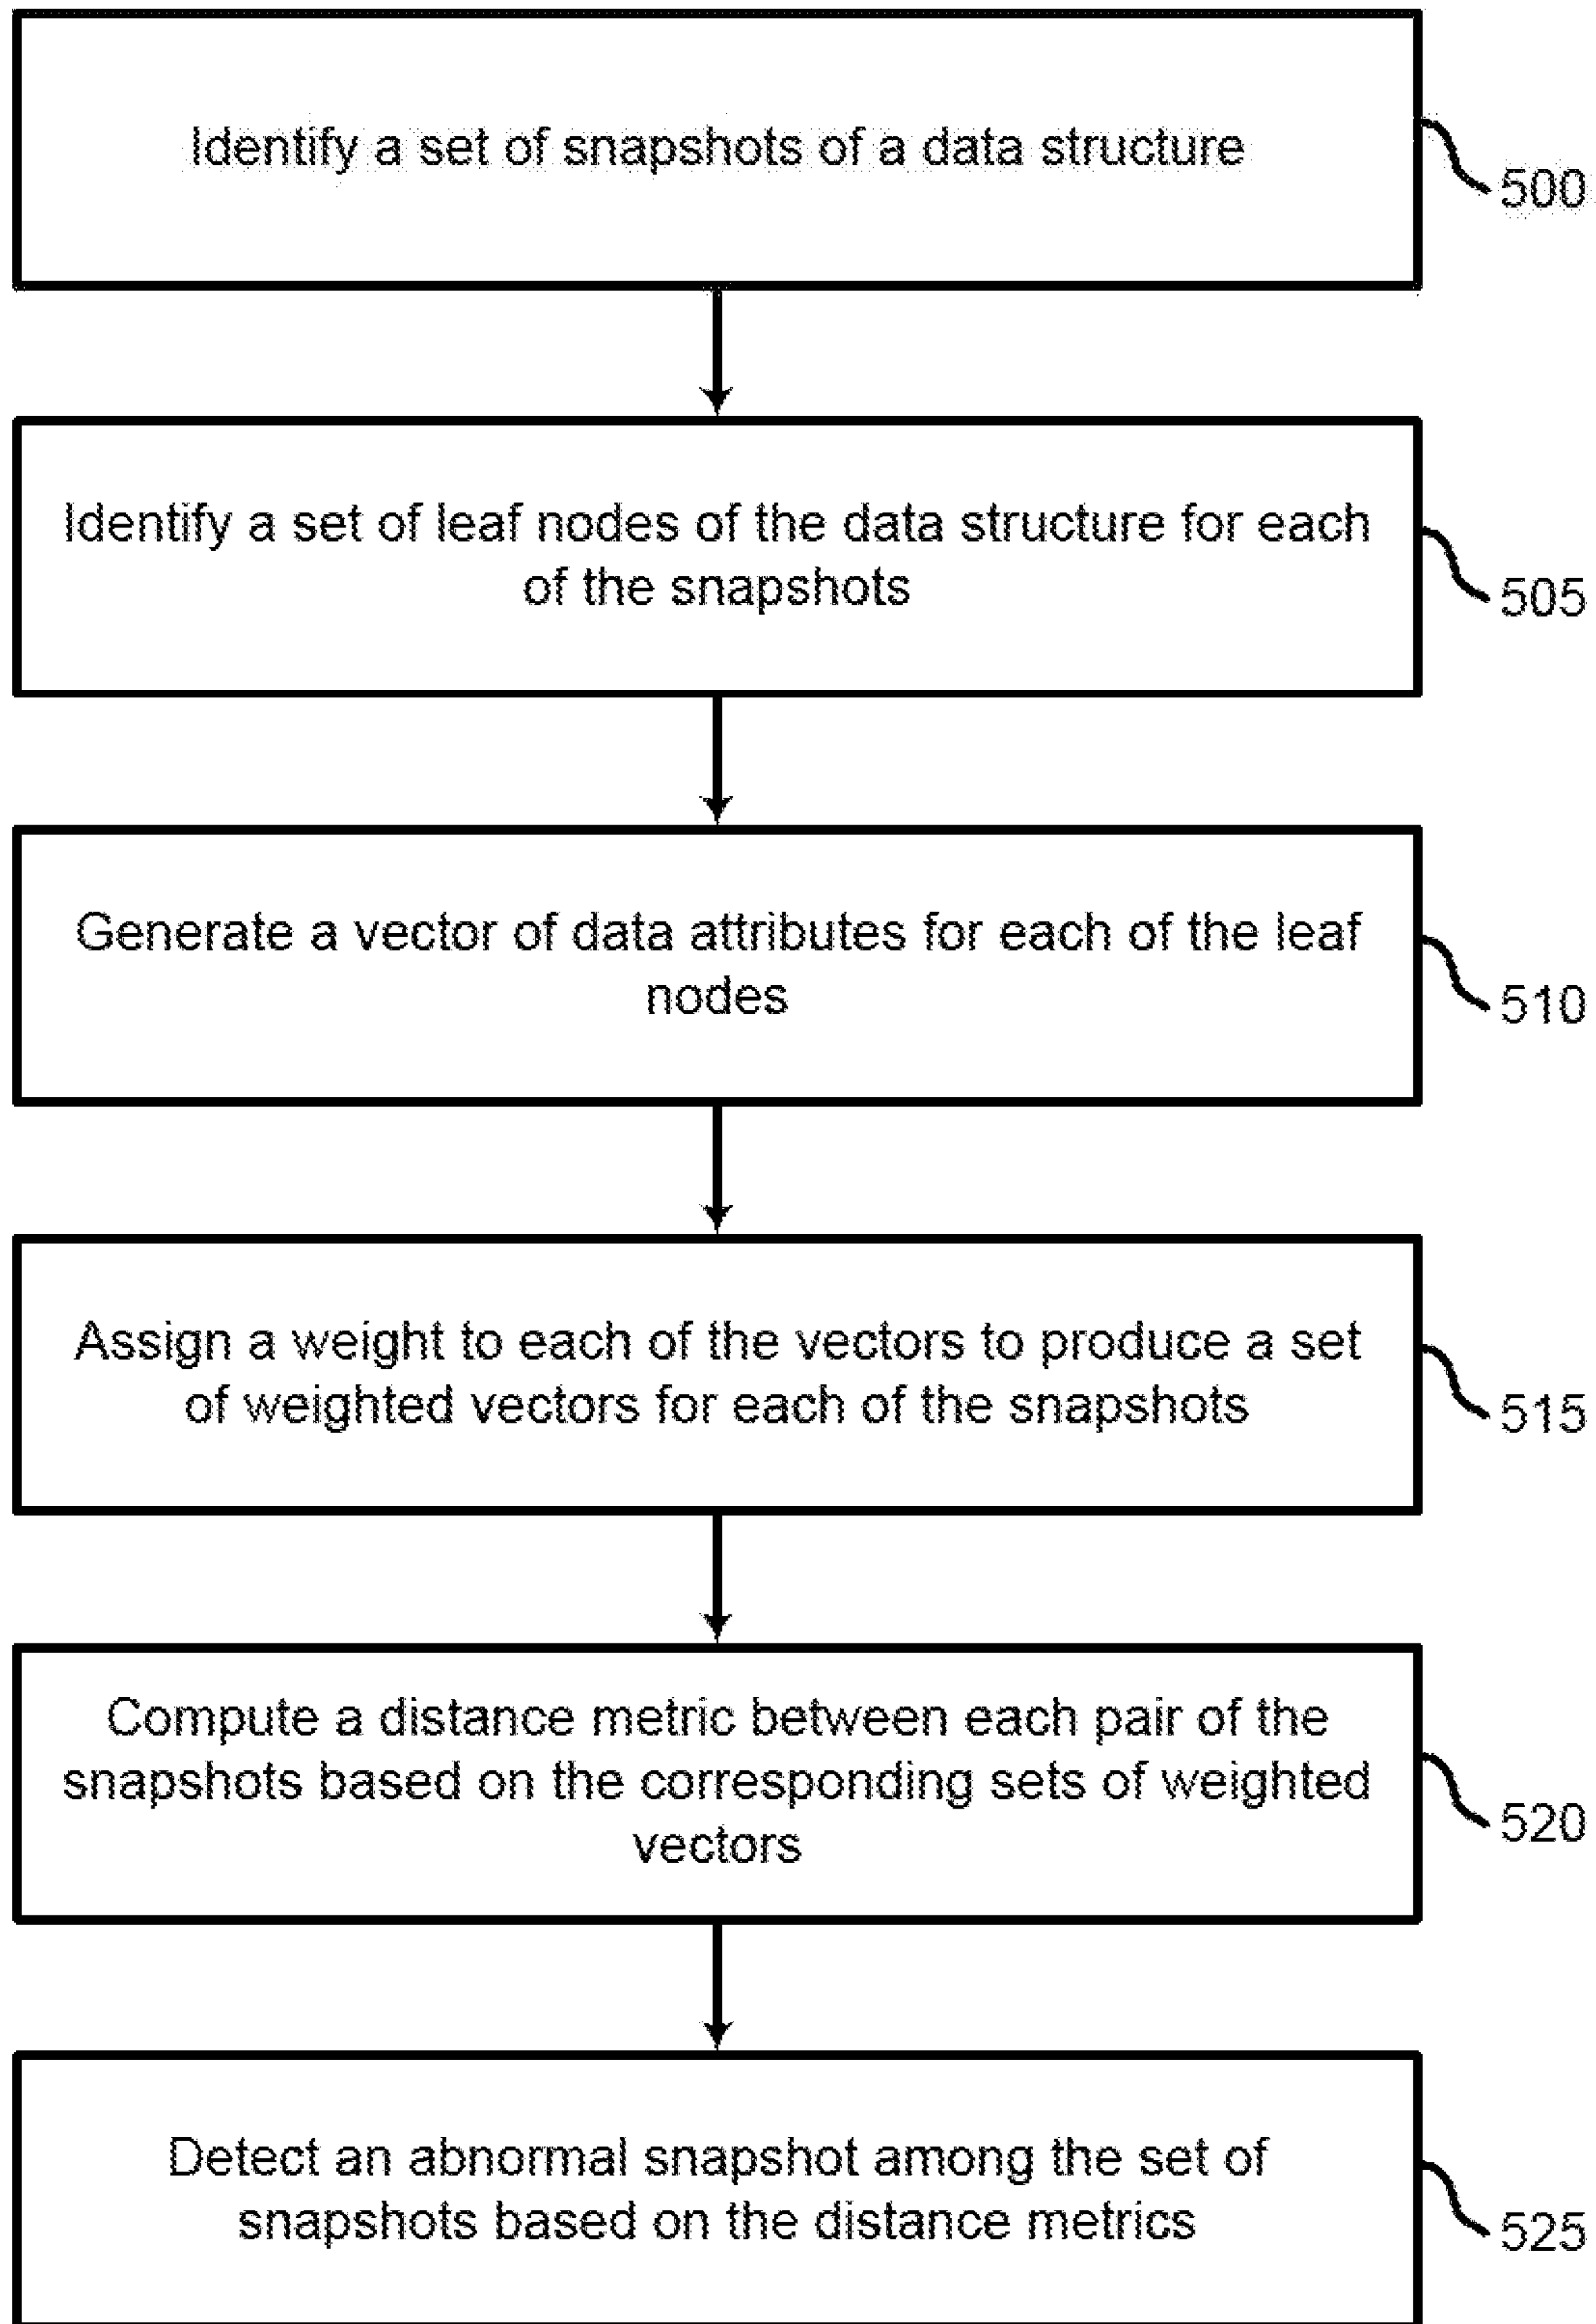 Identify a set of snapshots of a data structure
500
Identify a set of leaf nodes of the data structure for each
of the snapshots
505
Generate a vector of data attributes for each of the leaf
nodes
510
Assign a weight to each of the vectors to produce a set
of weighted vectors for each of the snapshots
515
Compute a distance metric between each pair of the
snapshots based on the corresponding sets of weighted
vectors
520
Detect an abnormal snapshot among the set of
snapshots based on the distance metrics
525